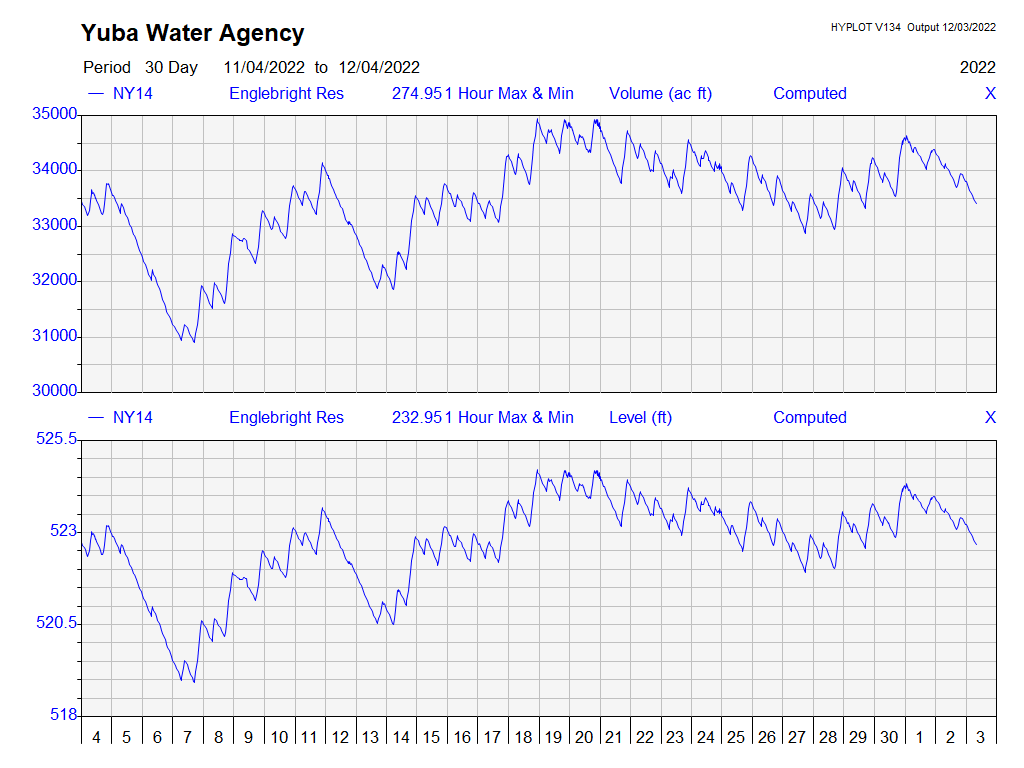 Yuba Water Agency
HYPLOT V134 Output 12/03/2022
Period 30 Day 11/04/2022 to 12/04/2022 2022
NY14 Englebright Res 274.951 Hour Max & Min Volume (ac ft) Computed X
35000
34000
33000
32000
31000
30000
NY14 Englebright Res 232.951 Hour Max & Min Level (ft) Computed X
525.5
523
520.5
518
4 5 6 7 8 9 10 11 12 13 14 15 16 17 18 19 20 21 22 23 24 25 26 27 28 29 30 1 2 3